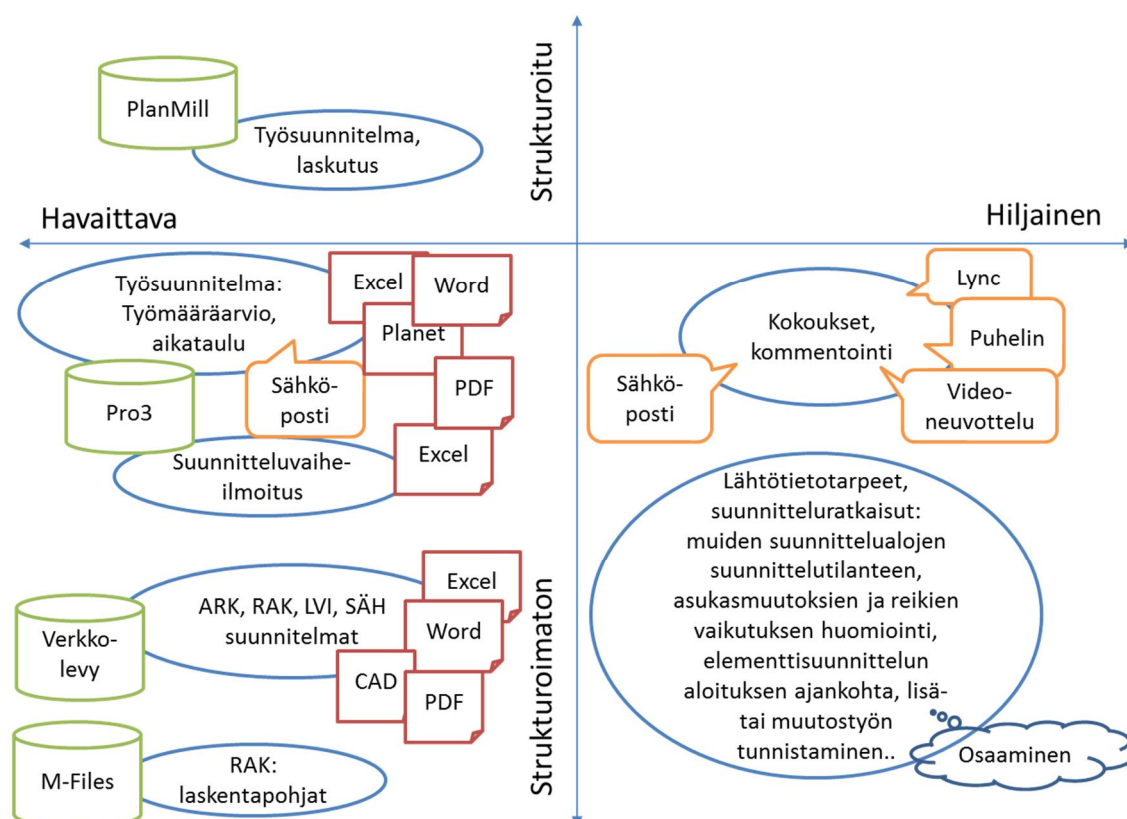 Strukturoitu
PlanMill
Työsuunnitelma,
laskutus
Havaittava
Hiljainen
Työsuunnitelma:
Työmääräarvio,
aikataulu
Excel
Word
Planet
Sähkö-
posti
PDF
Pro3
Suunnitteluvaihe-
ilmoitus
Excel
Kokoukset,
kommentointi
Lync
Puhelin
Video-
neuvottelu
Sähkö-
posti
Lähtötietotarpeet,
suunnitteluratkaisut:
muiden suunnittelualojen
suunnittelutilanteen,
asukasmuutoksien ja reikien
vaikutuksen huomiointi,
elementtisuunnittelun
aloituksen ajankohta, lisä-
tai muutostyön
tunnistaminen..
Osaaminen
Verkko-
levy
ARK, RAK, LVI, SÄH
suunnitelmat
Excel
Word
CAD
PDF
M-Files
RAK:
laskentapohjat
Strukturoimaton